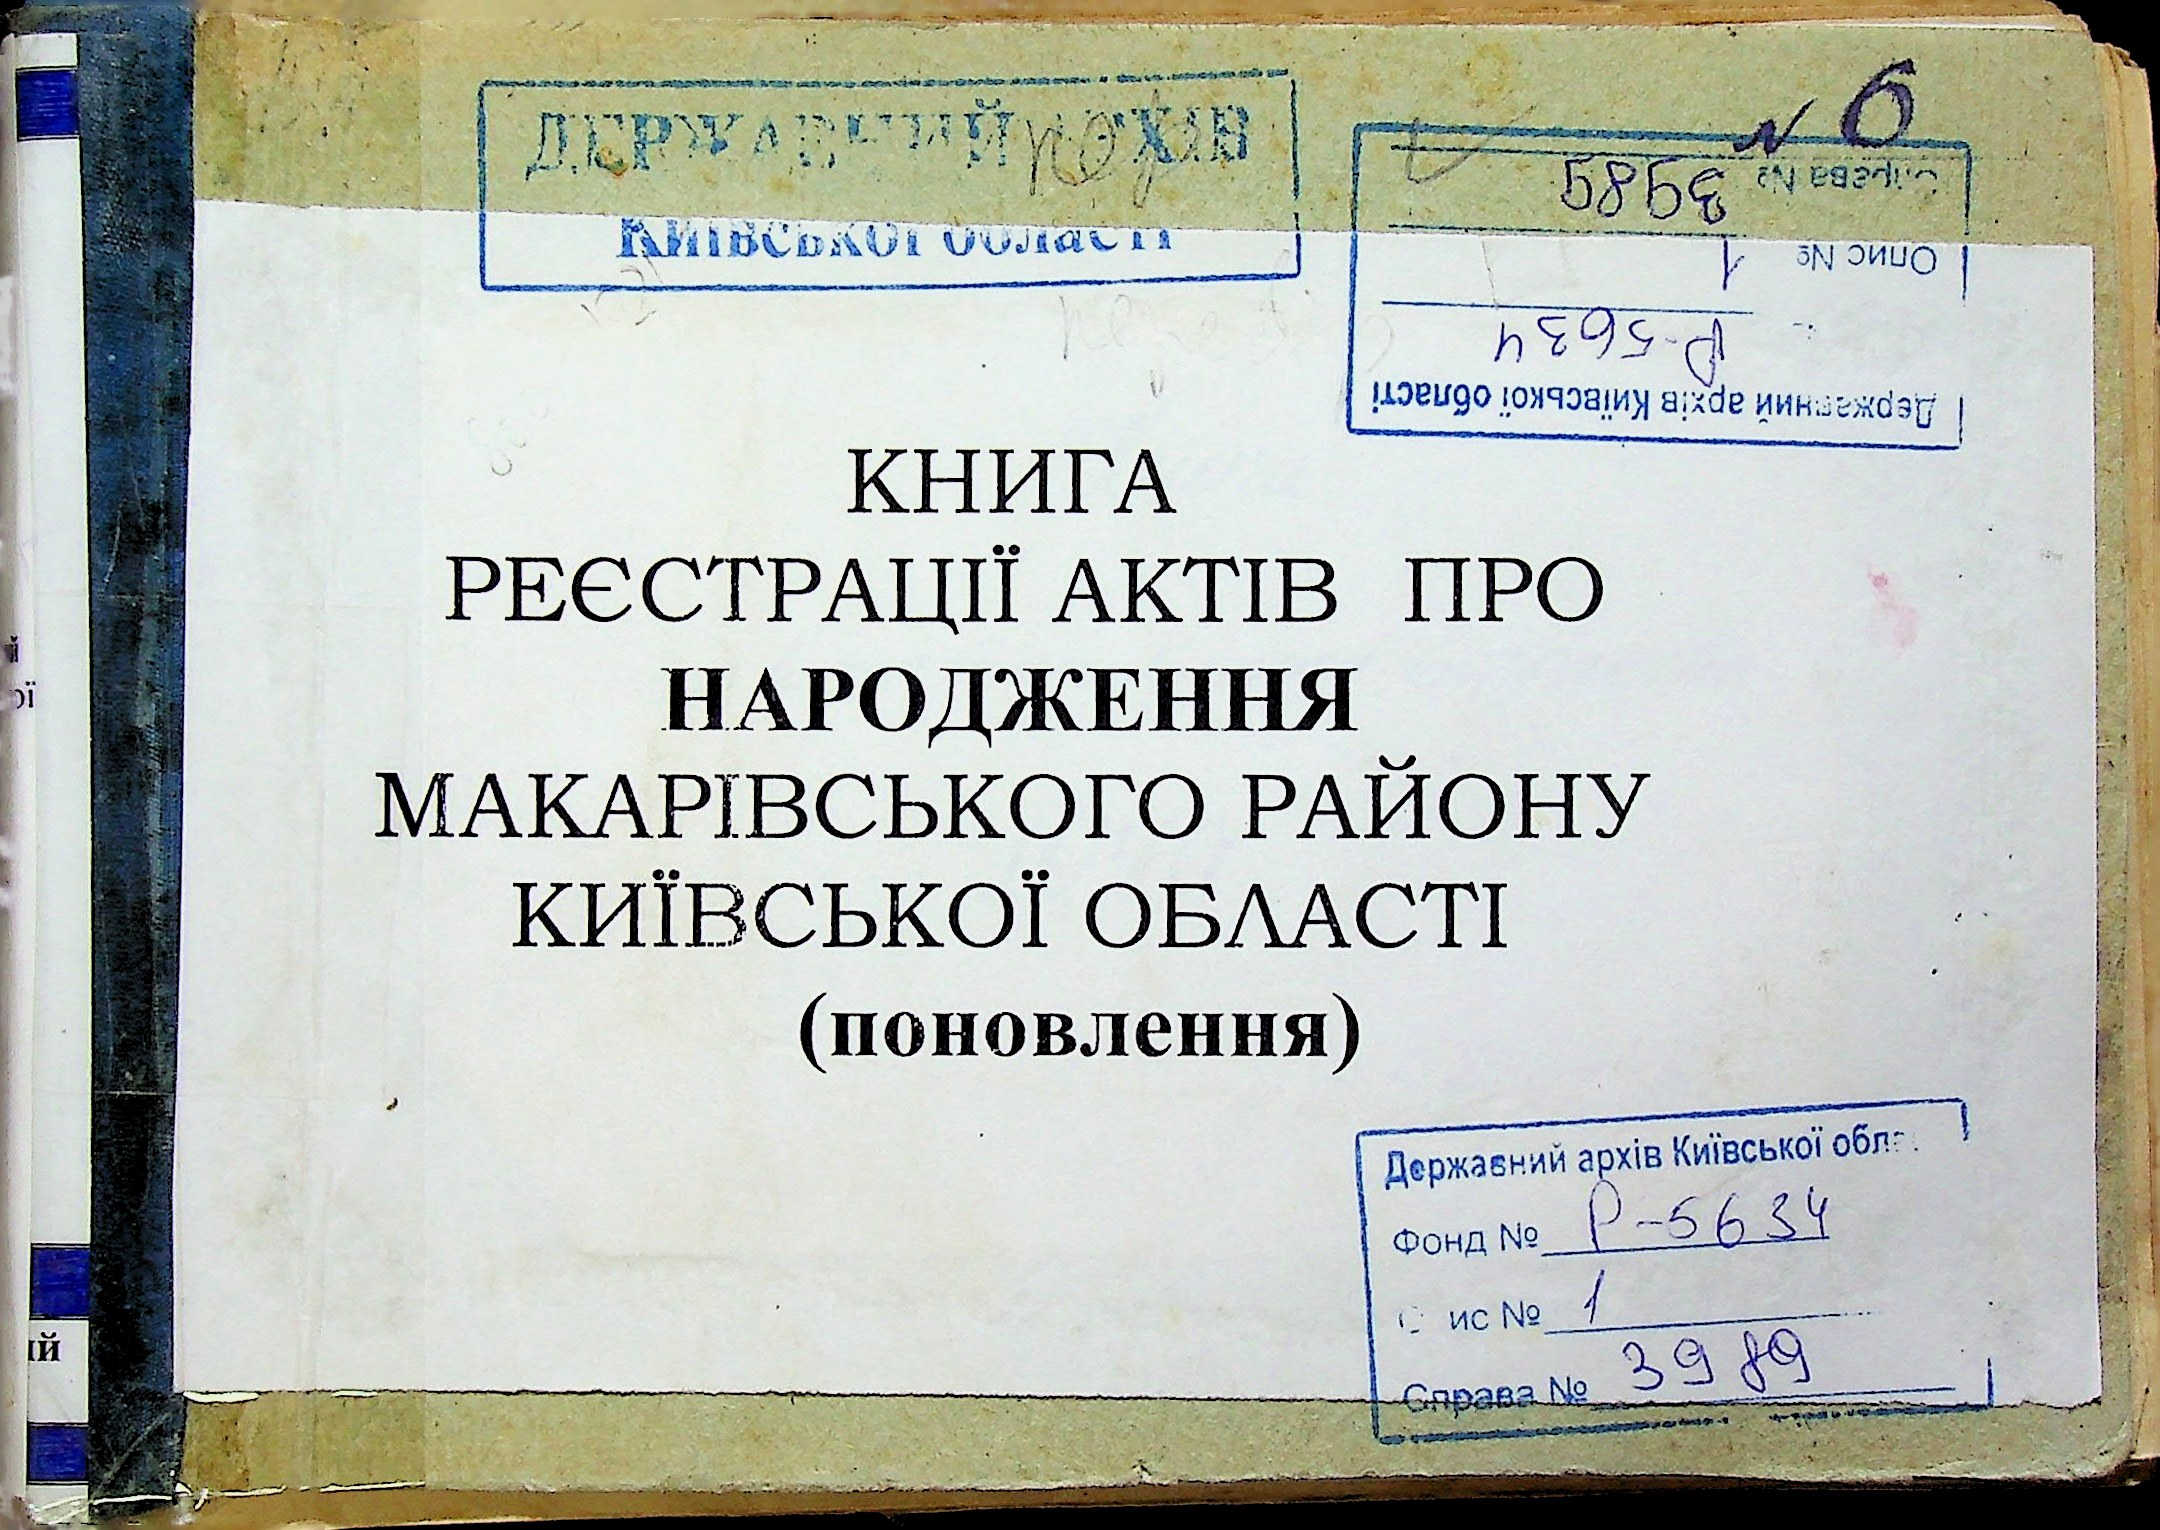 ДЕРЖАВНИЙ АРХІВ
Київської області
№ 6
Справа № 3989
Опис № 1
Р-5634
Державний архів Київської області
КНИГА
РЕЄСТРАЦІЇ АКТІВ ПРО
НАРОДЖЕННЯ
МАКАРІВСЬКОГО РАЙОНУ
КИЇВСЬКОЇ ОБЛАСТІ
(поновлення)
Державний архів Київської обла
Фонд № Р-5634
Опис № 1
Справа № 3989